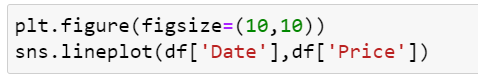 plt.figure(figsize=(10,10))
sns.lineplot(df['Date'],df['Price'])